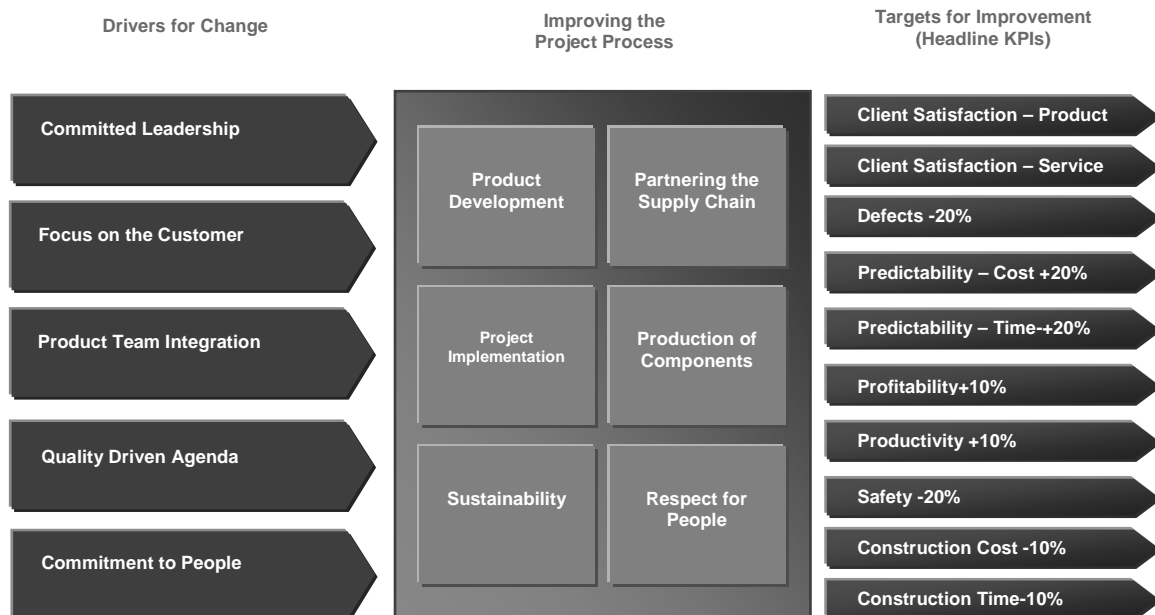 Drivers for Change
Improving the
Project Process
Targets for Improvement
(Headline KPIs)
Committed Leadership
Focus on the Customer
Product Team Integration
Quality Driven Agenda
Commitment to People
Product
Development
Partnering the
Supply Chain
Project
Implementation
Production of
Components
Sustainability
Respect for
People
Client Satisfaction – Product
Client Satisfaction – Service
Defects -20%
Predictability – Cost +20%
Predictability – Time-+20%
Profitability+10%
Productivity +10%
Safety -20%
Construction Cost -10%
Construction Time-10%